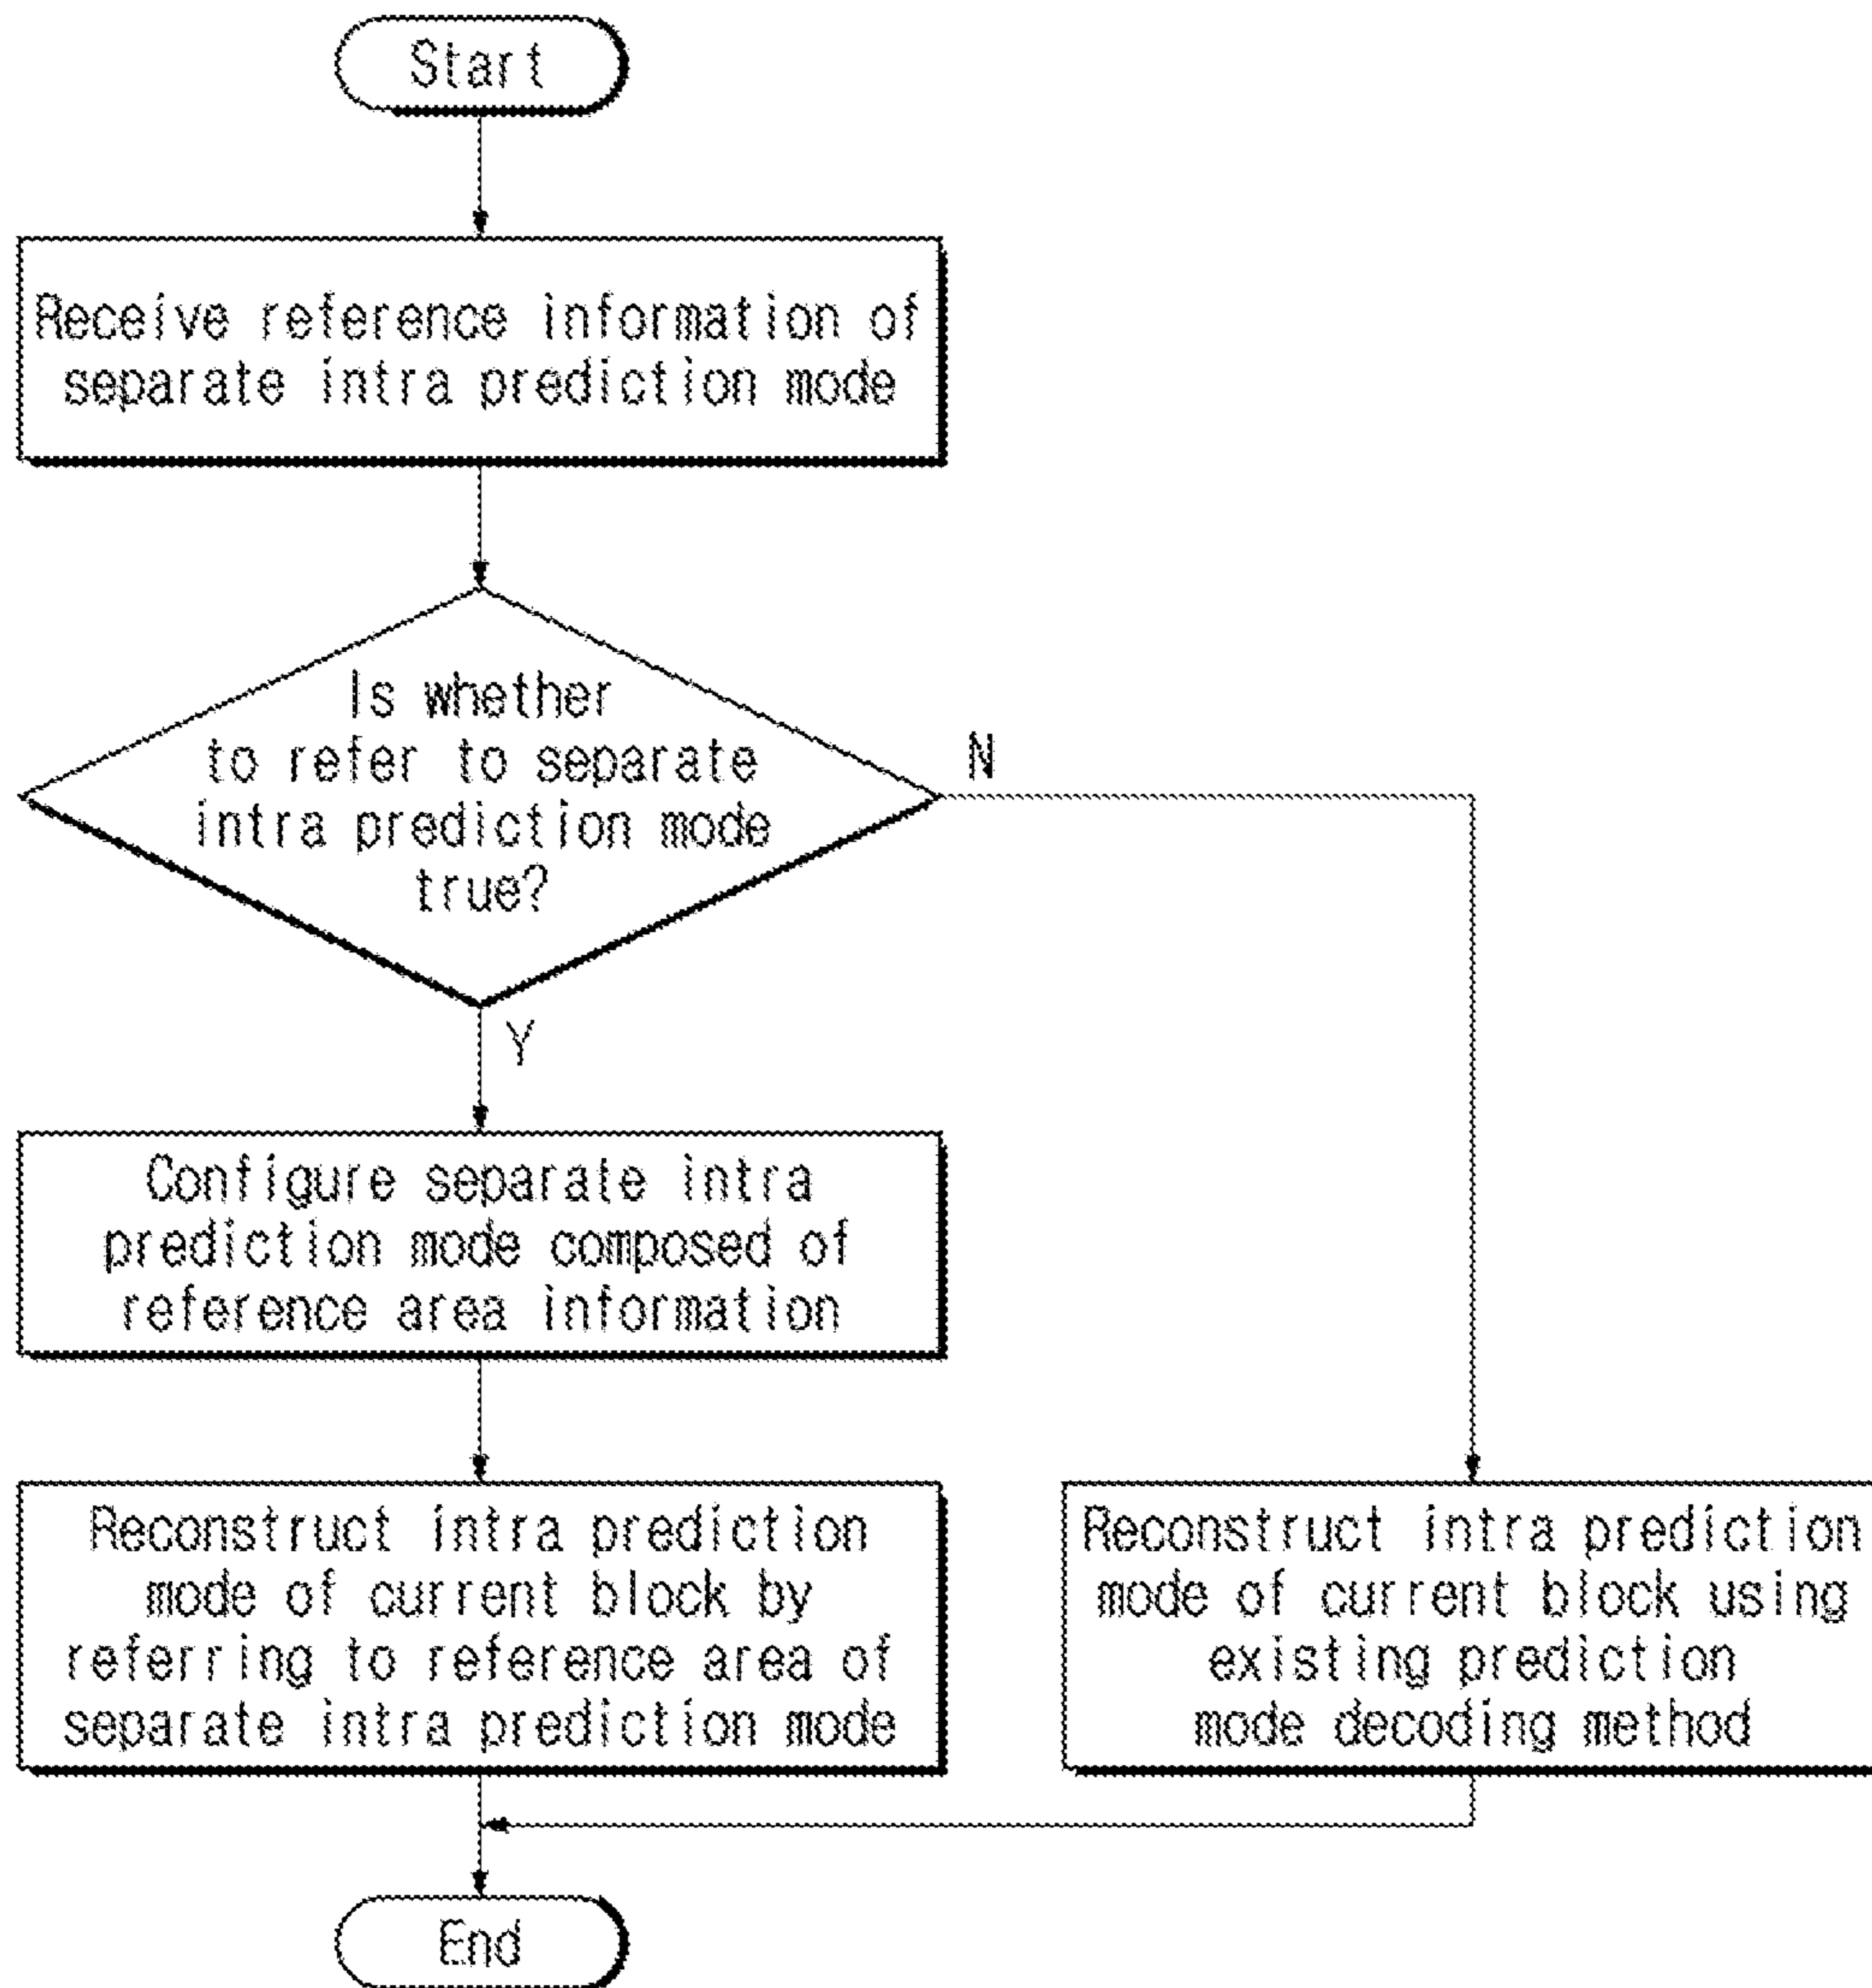 Start
Receive reference information of
separate intra prediction mode
Is whether
to refer to separate
intra prediction mode
true?
N
Y
Configure separate intra
prediction mode composed of
reference area information
Reconstruct intra prediction
mode of current block by
referring to reference area of
separate intra prediction mode
Reconstruct intra prediction
mode of current block using
existing prediction
mode decoding method
End